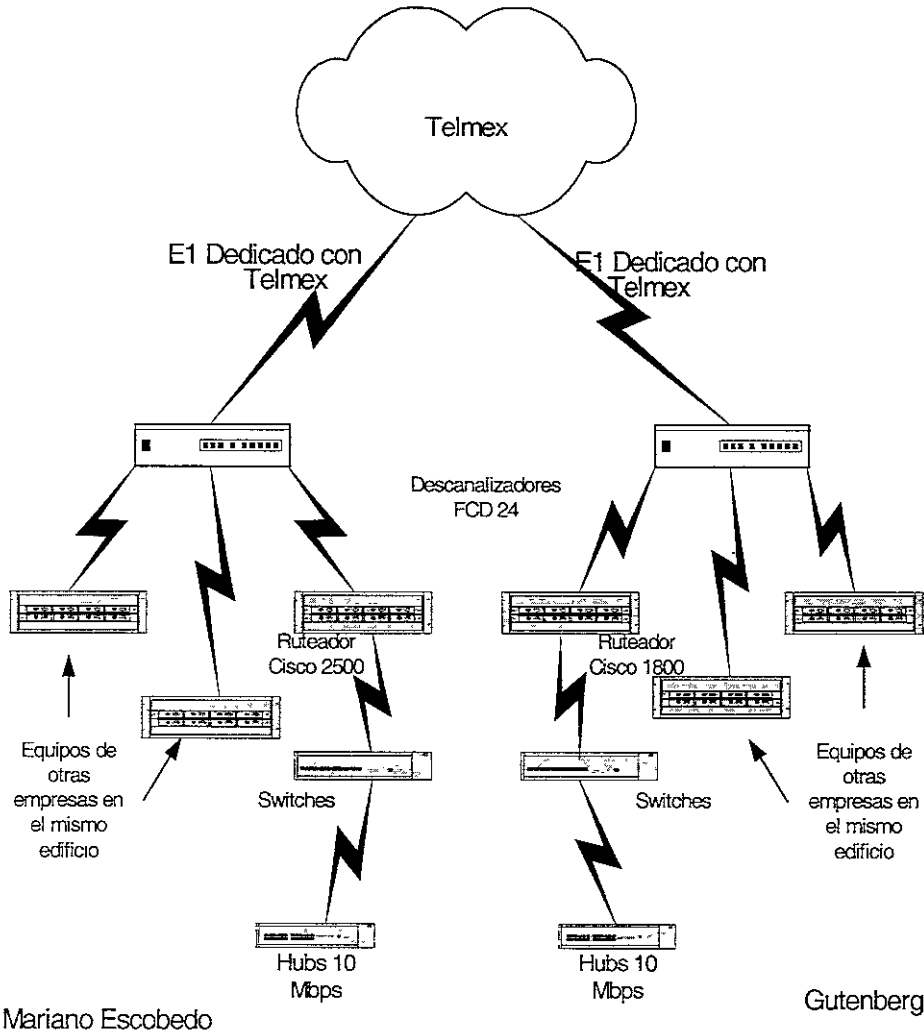 Telmex
E1 Dedicado con
Telmex
E1 Dedicado con
Telmex
Descanalizadores
FCD 24
Ruteador
Cisco 2500
Ruteador
Cisco 1800
Equipos de
otras
empresas en
el mismo
edificio
Switches
Switches
Equipos de
otras
empresas en
el mismo
edificio
Hubs 10
Mbps
Hubs 10
Mbps
Mariano Escobedo
Gutenberg